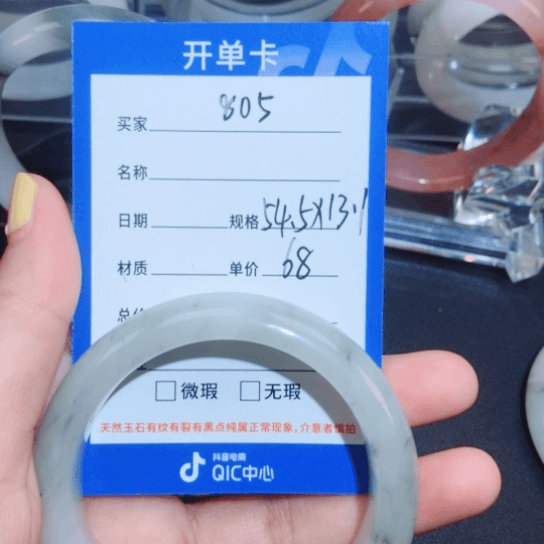 开单卡
买家 805
名称
日期 规格 54.5×13.1
材质 单价 68
微瑕 无瑕
天然玉石有纹有裂有黑点纯属正常现象,介意者慎拍
抖音电商
QIC中心